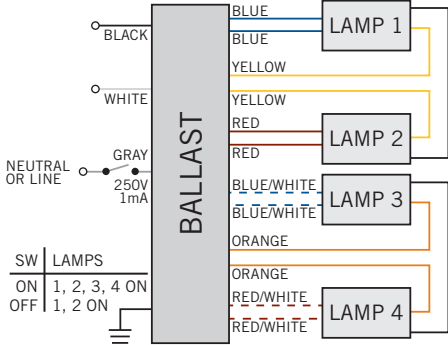 BLUE
BLUE
LAMP 1
BLACK
YELLOW
WHITE
YELLOW
RED
RED
LAMP 2
BALLAST
NEUTRAL
OR LINE
GRAY
250V
1mA
BLUE/WHITE
BLUE/WHITE
LAMP 3
ORANGE
ORANGE
RED/WHITE
RED/WHITE
LAMP 4
SW LAMPS
ON 1, 2, 3, 4 ON
OFF 1, 2 ON